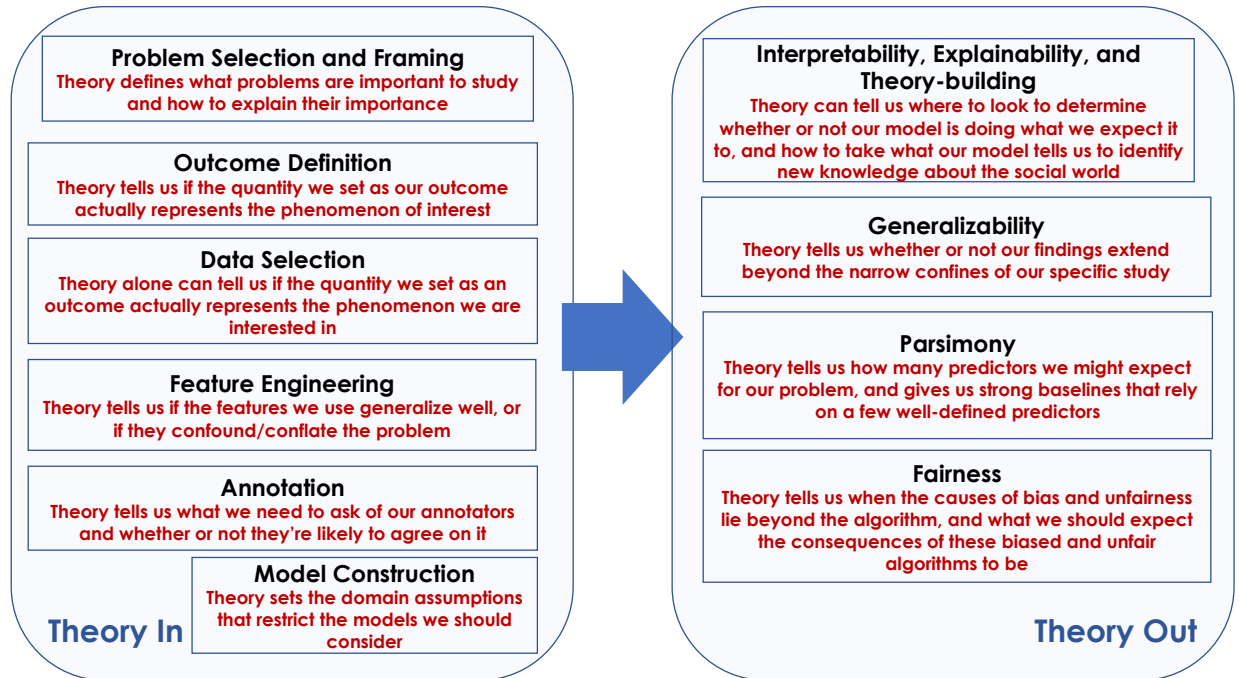 Problem Selection and Framing
Theory defines what problems are important to study
and how to explain their importance
Outcome Definition
Theory tells us if the quantity we set as our outcome
actually represents the phenomenon of interest
Data Selection
Theory alone can tell us if the quantity we set as an
outcome actually represents the phenomenon we are
interested in
Feature Engineering
Theory tells us if the features we use generalize well, or
if they confound/conflate the problem
Annotation
Theory tells us what we need to ask of our annotators
and whether or not they're likely to agree on it
Model Construction
Theory sets the domain assumptions
that restrict the models we should
consider
Theory In
Interpretability, Explainability, and
Theory-building
Theory can tell us where to look to determine
whether or not our model is doing what we expect it
to, and how to take what our model tells us to identify
new knowledge about the social world
Generalizability
Theory tells us whether or not our findings extend
beyond the narrow confines of our specific study
Parsimony
Theory tells us how many predictors we might expect
for our problem, and gives us strong baselines that rely
on a few well-defined predictors
Fairness
Theory tells us when the causes of bias and unfairness
lie beyond the algorithm, and what we should expect
the consequences of these biased and unfair
algorithms to be
Theory Out